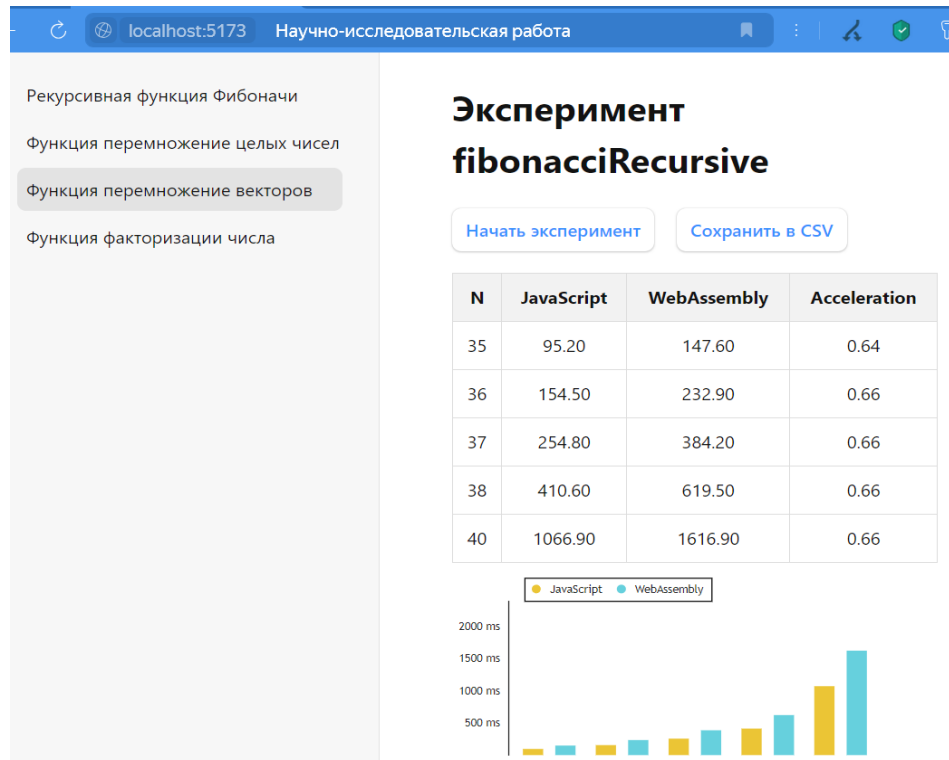 localhost:5173 Научно-исследовательская работа
Рекурсивная функция Фибоначи
Функция перемножение целых чисел
Функция перемножение векторов
Функция факторизации числа
Эксперимент
fibonacciRecursive
Начать эксперимент Сохранить в CSV
N JavaScript WebAssembly Acceleration
35 95.20 147.60 0.64
36 154.50 232.90 0.66
37 254.80 384.20 0.66
38 410.60 619.50 0.66
40 1066.90 1616.90 0.66
JavaScript WebAssembly
2000 ms
1500 ms
1000 ms
500 ms